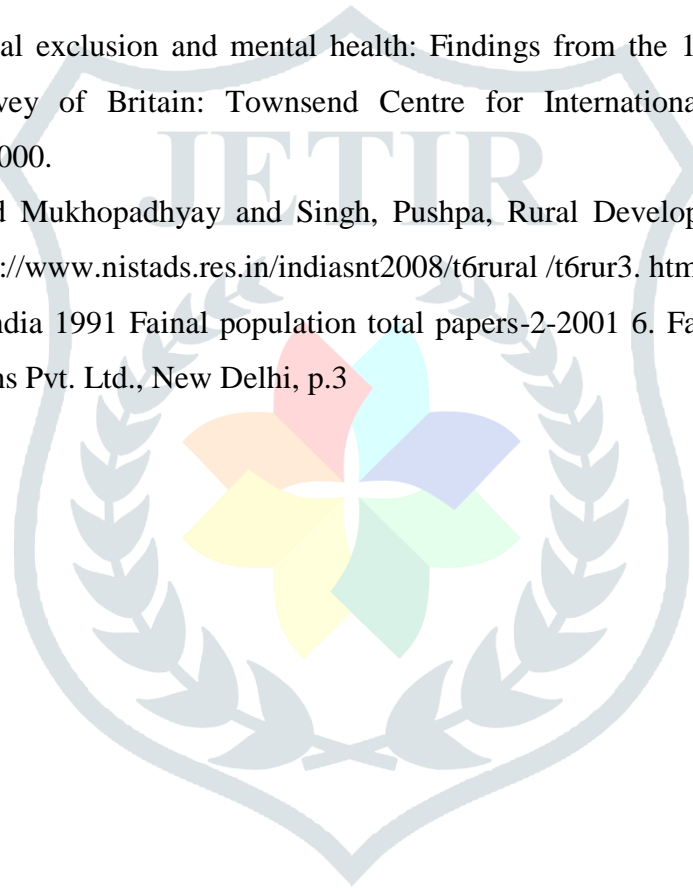 al exclusion and mental health: Findings from the 1
vey of Britain: Townsend Centre for Internationa
000.
JETIR
d Mukhopadhyay and Singh, Pushpa, Rural Develop
://www.nistads.res.in/indiasnt2008/t6rural /t6rur3. htm
ndia 1991 Fainal population total papers-2-2001 6. Fa
ns Pvt. Ltd., New Delhi, p.3